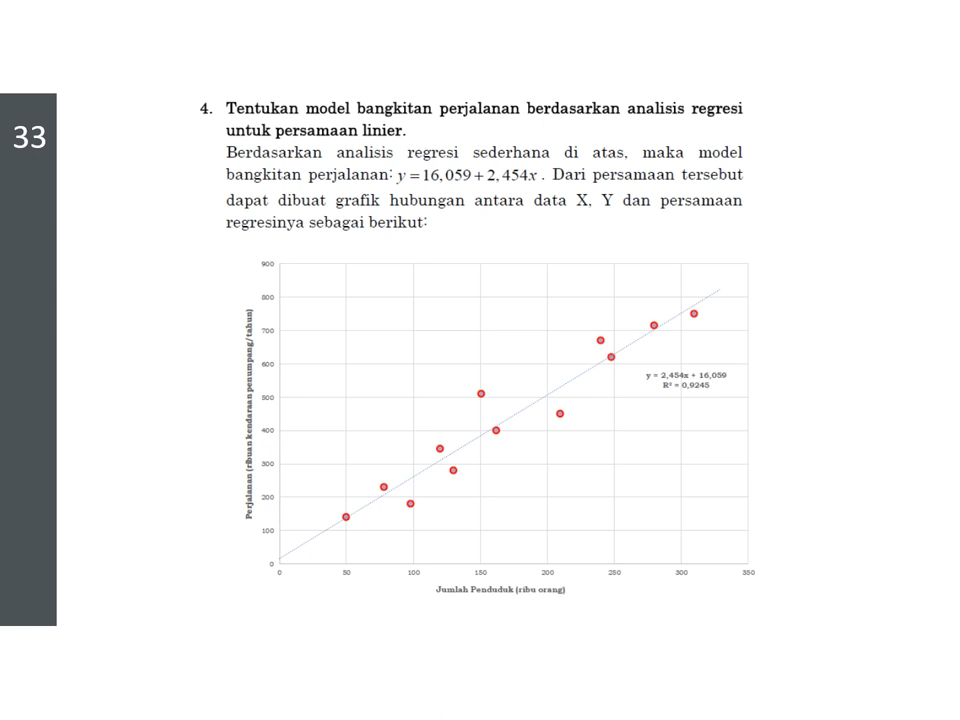 33
4. Tentukan model bangkitan perjalanan berdasarkan analisis regresi
untuk persamaan linier.
Berdasarkan analisis regresi sederhana di atas, maka model
bangkitan perjalanan: y = 16,059 + 2,454x . Dari persamaan tersebut
dapat dibuat grafik hubungan antara data X, Y dan persamaan
regresinya sebagai berikut:
Perjalanan (ribuan kendaraan penumpang/tahun)
900
800
700
600
500
400
300
200
100
0
y = 2,454x + 16,059
R² = 0,9245
0 50 100 150 200 250 300 350
Jumlah Penduduk (ribu orang)